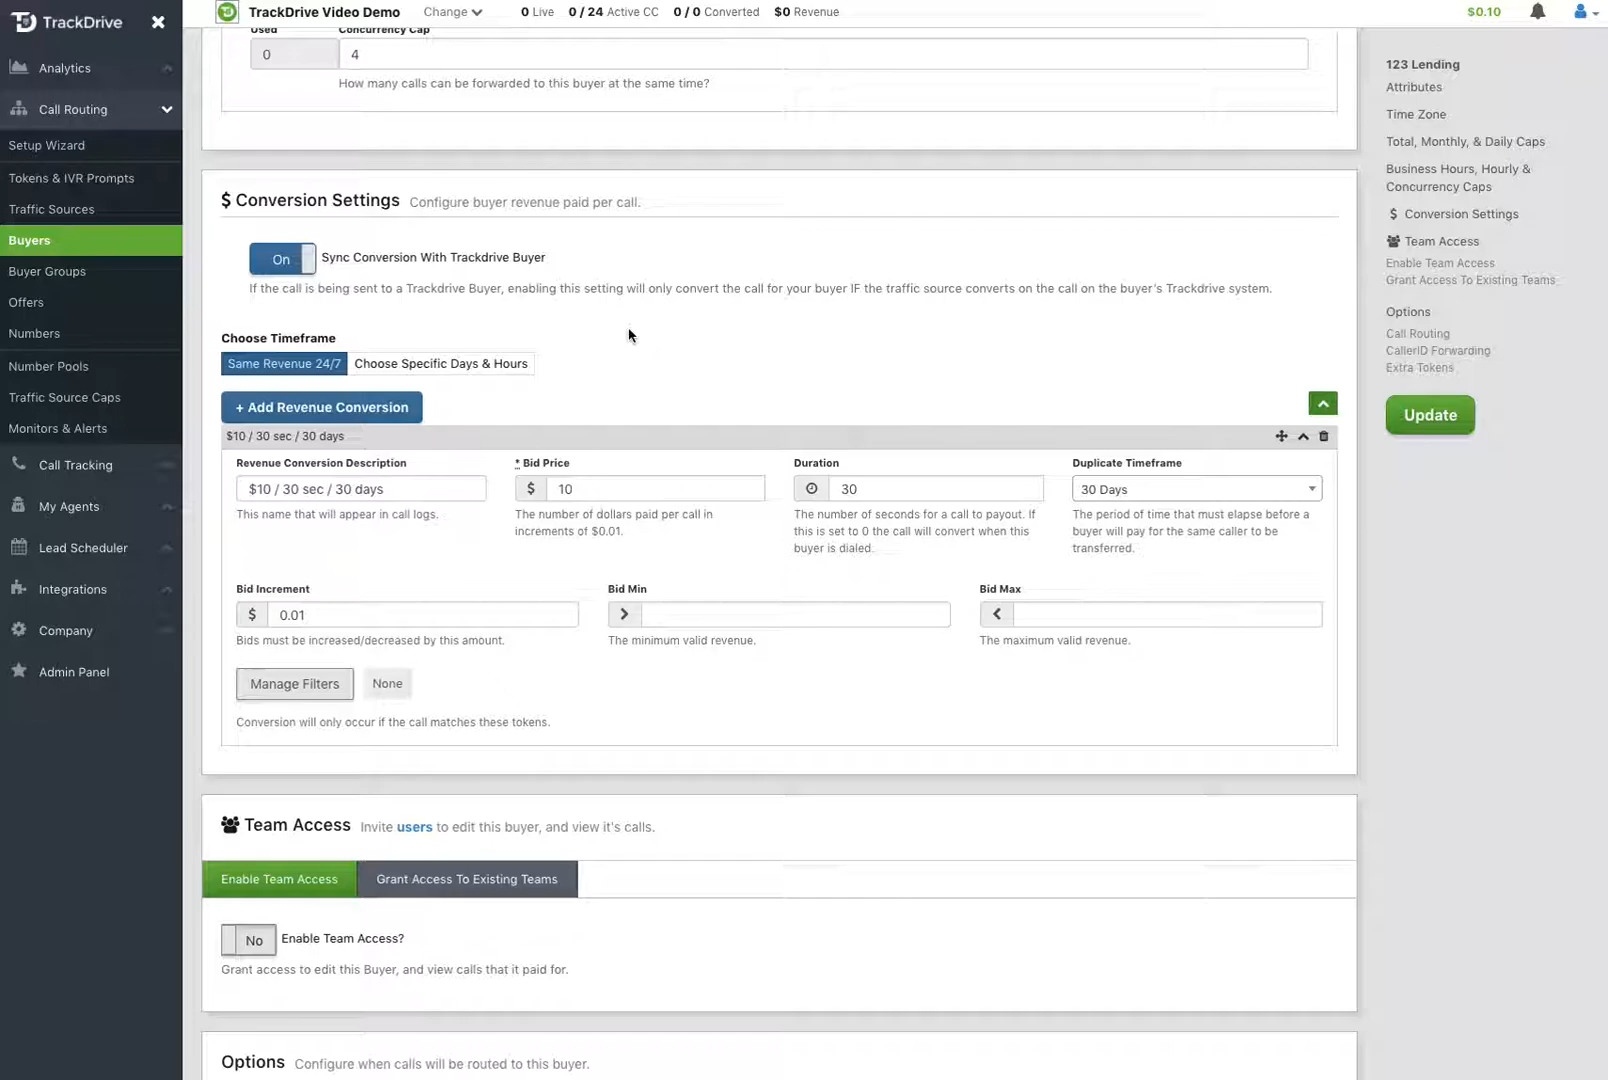 TrackDrive
TrackDrive Video Demo
Change
0 Live
0 / 24 Active CC
0 / 0 Converted
$0 Revenue
$0.10
Analytics
Call Routing
Setup Wizard
Tokens & IVR Prompts
Traffic Sources
Buyers
Buyer Groups
Offers
Numbers
Number Pools
Traffic Source Caps
Monitors & Alerts
Call Tracking
My Agents
Lead Scheduler
Integrations
Company
Admin Panel
Used
Concurrency Cap
0
4
How many calls can be forwarded to this buyer at the same time?
$ Conversion Settings Configure buyer revenue paid per call.
On
Sync Conversion With Trackdrive Buyer
If the call is being sent to a Trackdrive Buyer, enabling this setting will only convert the call for your buyer IF the traffic source converts on the call on the buyer's Trackdrive system.
Choose Timeframe
Same Revenue 24/7
Choose Specific Days & Hours
+ Add Revenue Conversion
$10 / 30 sec / 30 days
Revenue Conversion Description
$10 / 30 sec / 30 days
This name that will appear in call logs.
* Bid Price
$ 10
The number of dollars paid per call in
increments of $0.01.
Duration
30
The number of seconds for a call to payout. If
this is set to 0 the call will convert when this
buyer is dialed.
Duplicate Timeframe
30 Days
The period of time that must elapse before a
buyer will pay for the same caller to be
transferred.
Bid Increment
$ 0.01
Bids must be increased/decreased by this amount.
Bid Min
The minimum valid revenue.
Bid Max
The maximum valid revenue.
Manage Filters
None
Conversion will only occur if the call matches these tokens.
Team Access Invite users to edit this buyer, and view it's calls.
Enable Team Access
Grant Access To Existing Teams
No
Enable Team Access?
Grant access to edit this Buyer, and view calls that it paid for.
Options Configure when calls will be routed to this buyer.
123 Lending
Attributes
Time Zone
Total, Monthly, & Daily Caps
Business Hours, Hourly &
Concurrency Caps
$ Conversion Settings
Team Access
Enable Team Access
Grant Access To Existing Teams
Options
Call Routing
CallerID Forwarding
Extra Tokens
Update